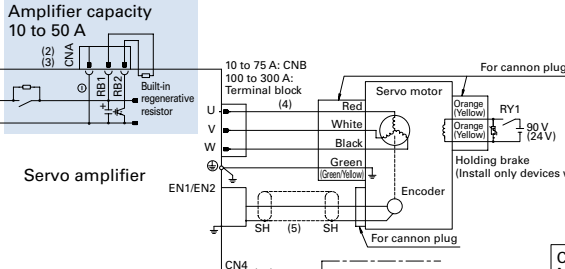 Amplifier capacity
10 to 50 A
(2)
(3)
CNA
RB1
RB2
Built-in
regenerative
resistor
10 to 75 A: CNB
100 to 300 A:
Terminal block
(4)
U
V
W
Servo amplifier
EN1/EN2
SH
(5)
SH
CN4
For cannon plug
Servo motor
Red
White
Black
Green
(Green/Yellow)
Encoder
Orange
(Yellow)
Orange
(Yellow)
RY1
90 V
(24 V)
Holding brake
(Install only devices
For cannon plug